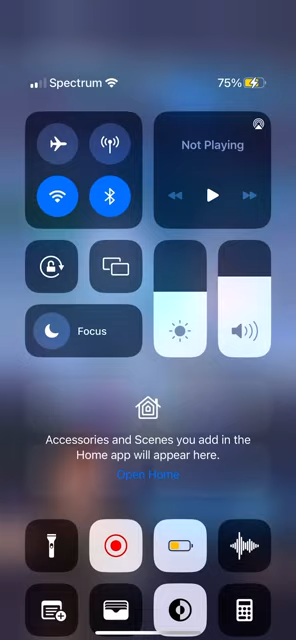 Spectrum
75%
Not Playing
Focus
Accessories and Scenes you add in the
Home app will appear here.
Open Home